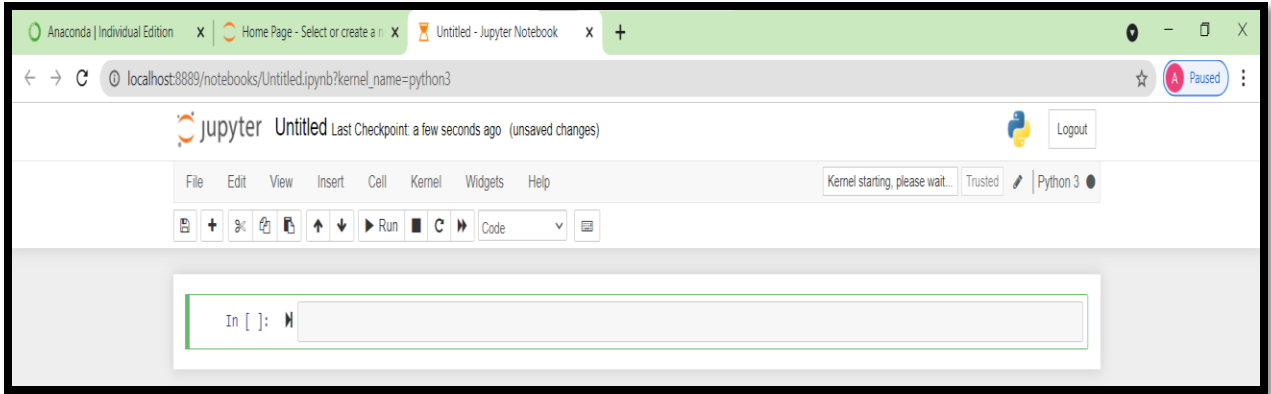 Anaconda | Individual Edition x Home Page - Select or create a n x Untitled - Jupyter Notebook x +
localhost:8889/notebooks/Untitled.ipynb?kernel_name=python3 A Paused
jupyter Untitled Last Checkpoint: a few seconds ago (unsaved changes) Logout
File Edit View Insert Cell Kernel Widgets Help Kernel starting, please wait... Trusted Python 3
Run Code
In [ ]: